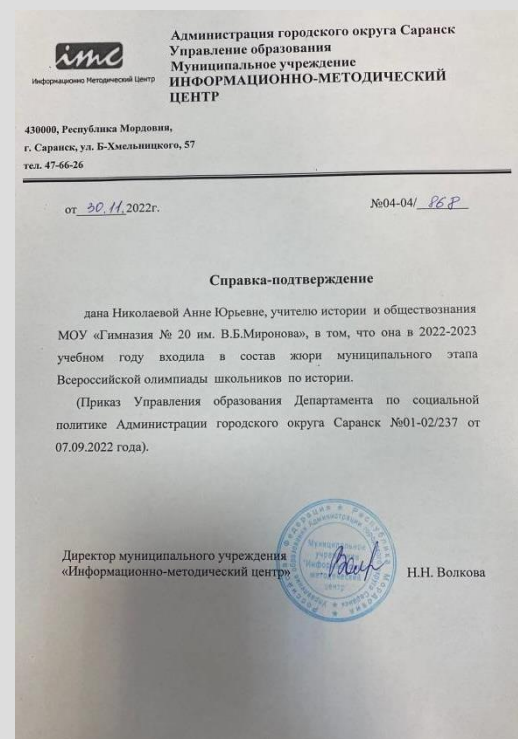 имс
Информационно Методический Центр
Администрация городского округа Саранск
Управление образования
Муниципальное учреждение
ИНФОРМАЦИОННО-МЕТОДИЧЕСКИЙ
ЦЕНТР
430000, Республика Мордовия,
г. Саранск, ул. Б-Хмельницкого, 57
тел. 47-66-26
от 30.11.2022г.
№04-04/ 868
Справка-подтверждение
дана Николаевой Анне Юрьевне, учителю истории и обществознания
МОУ «Гимназия № 20 им. В.Б.Миронова», в том, что она в 2022-2023
учебном году входила в состав жюри муниципального этапа
Всероссийской олимпиады школьников по истории.
(Приказ Управления образования Департамента по социальной
политике Администрации городского округа Саранск №01-02/237 от
07.09.2022 года).
Директор муниципального учреждения
«Информационно-методический центр»
Н.Н. Волкова